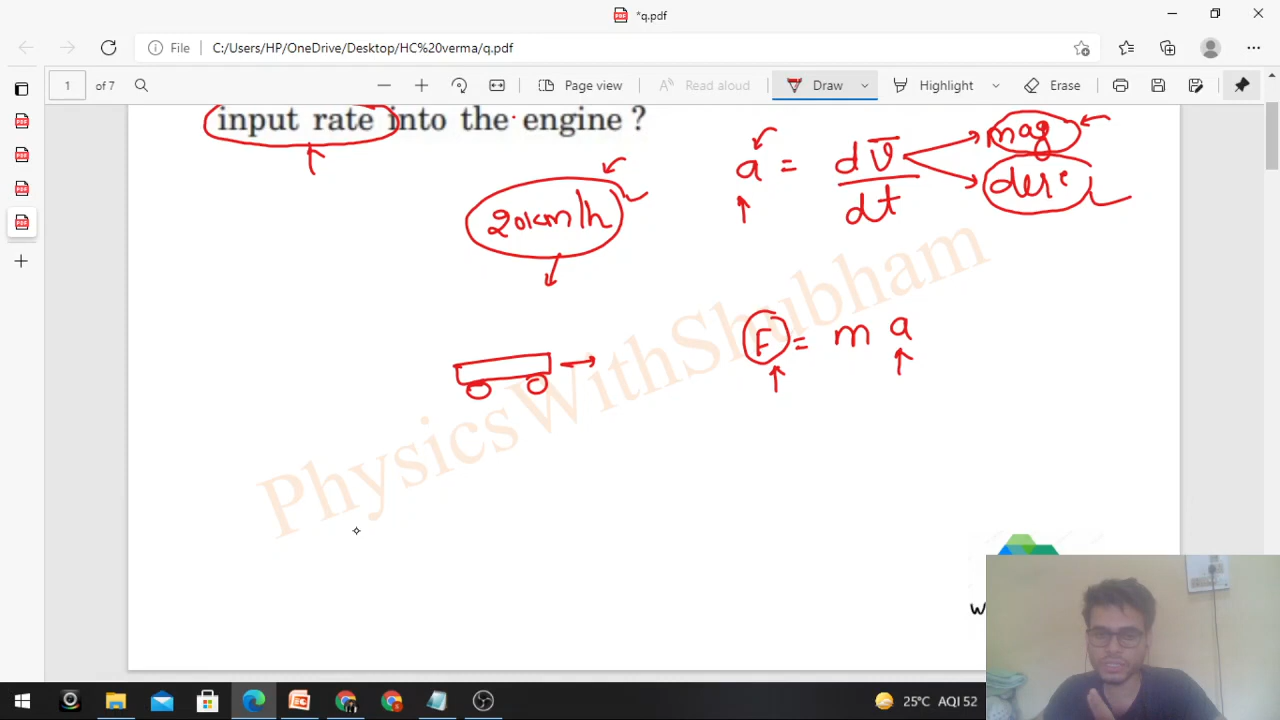 *q.pdf
File C:/Users/HP/OneDrive/Desktop/HC%20verma/q.pdf
1 of 7 Page view Read aloud Draw Highlight Erase
input rate into the engine ?
a = dv̄ / dt
mag
20km/h
F = m a
PhysicsWithShubham
W
25°C AQI 52